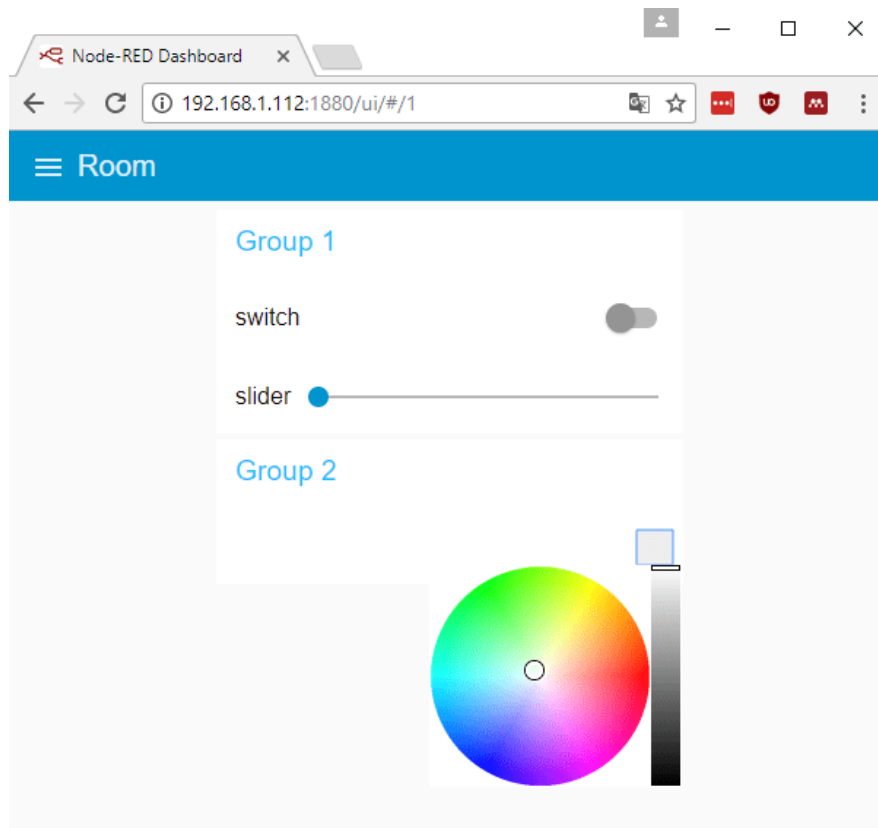 Node-RED Dashboard
192.168.1.112:1880/ui/#/1
Room
Group 1
switch
slider
Group 2